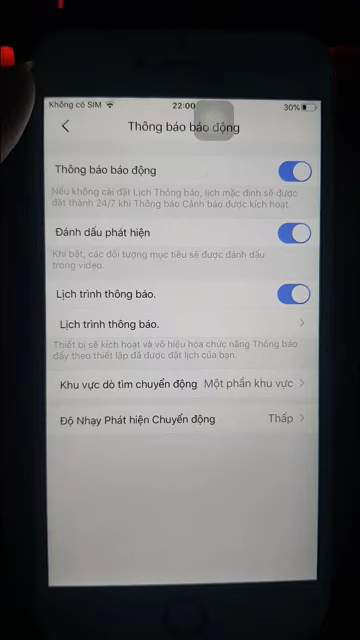 Không có SIM 22:00 30%
Thông báo báo động
Thông báo báo động
Nếu không cài đặt Lịch Thông báo, lịch mặc định sẽ được
đặt thành 24/7 khi Thông báo Cảnh báo được kích hoạt.
Đánh dấu phát hiện
Khi bật, các đối tượng mục tiêu sẽ được đánh dấu
trong video.
Lịch trình thông báo.
Lịch trình thông báo.
Thiết bị sẽ kích hoạt và vô hiệu hóa chức năng Thông báo
đẩy theo thiết lập đã được đặt lịch của bạn.
Khu vực dò tìm chuyển động Một phần khu vực
Độ Nhạy Phát hiện Chuyển động Thấp